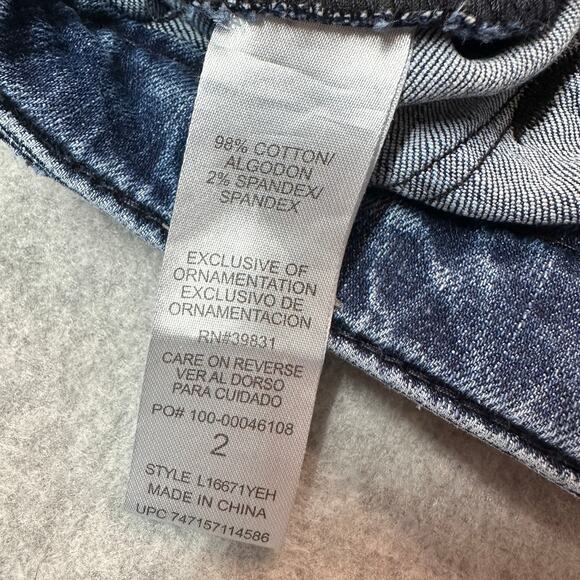 98% COTTON/
ALGODON
2% SPANDEX/
SPANDEX
EXCLUSIVE OF
ORNAMENTATION
EXCLUSIVO DE
ORNAMENTACION
RN#39831
CARE ON REVERSE
VER AL DORSO
PARA CUIDADO
PO# 100-00046108
2
STYLE L16671YEH
MADE IN CHINA
UPC 747157114586